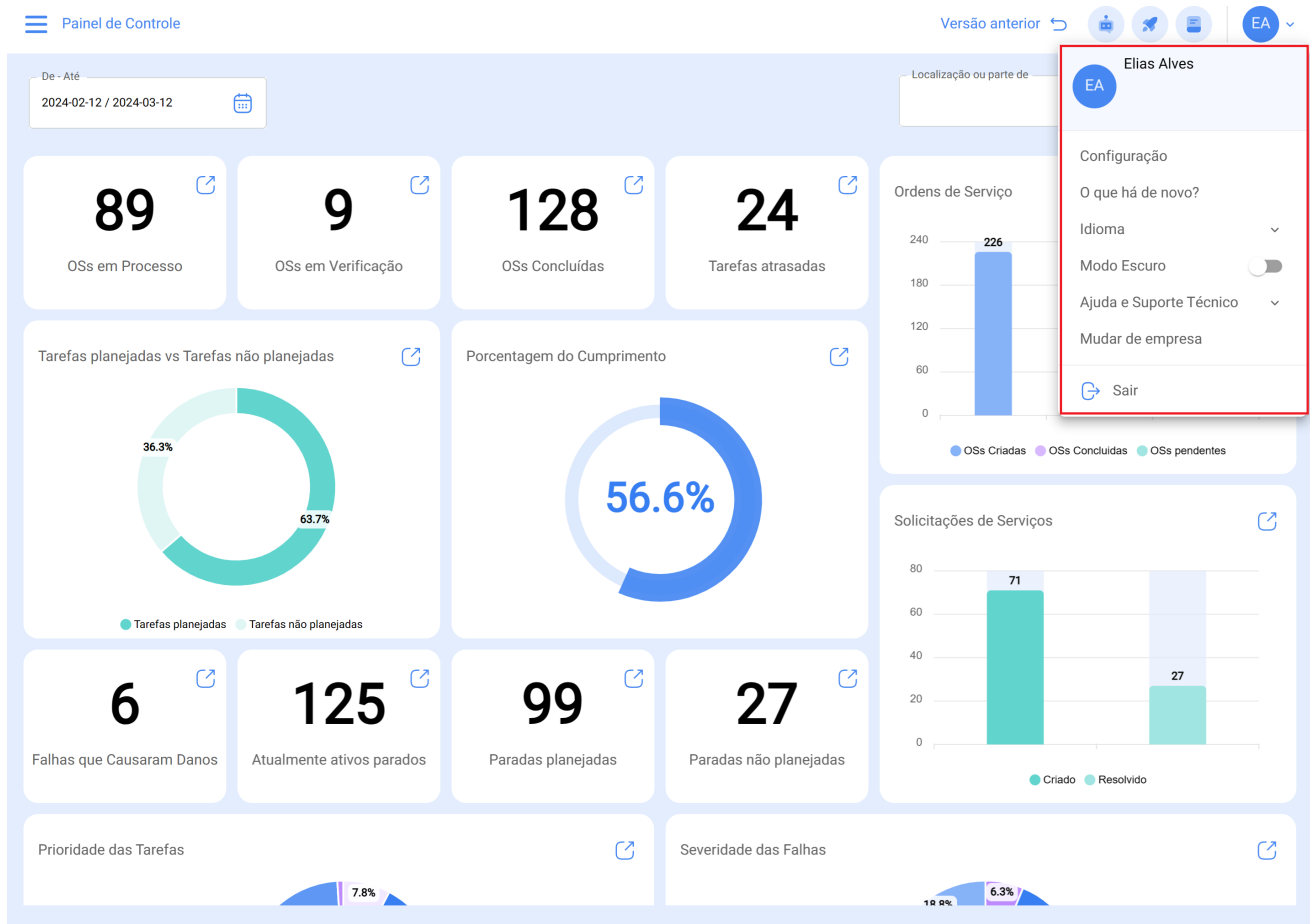 Painel de Controle
Versão anterior
EA
De - Até
2024-02-12 / 2024-03-12
Localização ou parte de
EA
Elias Alves
Configuração
O que há de novo?
Idioma
Modo Escuro
Ajuda e Suporte Técnico
Mudar de empresa
Sair
89
OSs em Processo
9
OSs em Verificação
128
OSs Concluídas
24
Tarefas atrasadas
Ordens de Serviço
240
180
120
60
0
226
OSs Criadas
OSs Concluidas
OSs pendentes
Tarefas planejadas vs Tarefas não planejadas
36.3%
63.7%
Tarefas planejadas
Tarefas não planejadas
Porcentagem do Cumprimento
56.6%
Solicitações de Serviços
80
60
40
20
0
71
27
Criado
Resolvido
6
Falhas que Causaram Danos
125
Atualmente ativos parados
99
Paradas planejadas
27
Paradas não planejadas
Prioridade das Tarefas
7.8%
Severidade das Falhas
6.3%
18.8%